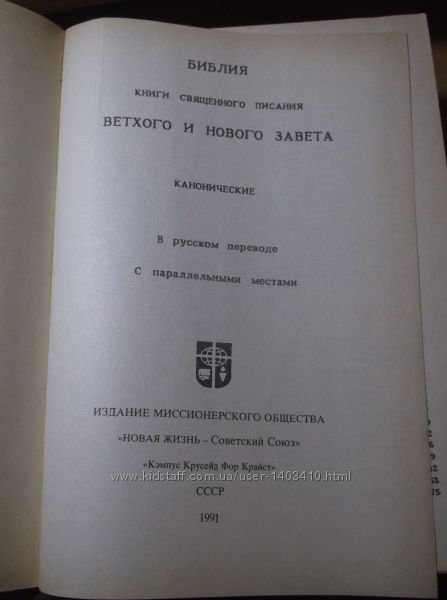 БИБЛИЯ
КНИГИ СВЯЩЕННОГО ПИСАНИЯ
ВЕТХОГО И НОВОГО ЗАВЕТА
КАНОНИЧЕСКИЕ
В русском переводе
С параллельными местами
ИЗДАНИЕ МИССИОНЕРСКОГО ОБЩЕСТВА
«НОВАЯ ЖИЗНЬ – Советский Союз»
«Кэмпус Крусейд Фор Крайст»
www.kidstaff.com.ua/user-1403410.html
СССР
1991